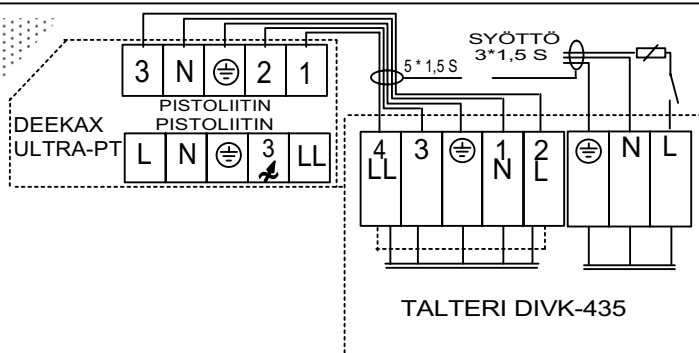 SYÖTTÖ
3*1,5 S
5 * 1,5 S
3 N 2 1
PISTOLIITIN
PISTOLIITIN
DEEKAX
ULTRA-PT
L N 3 LL
4 3 1 2 N L
LL N L
TALTERI DIVK-435